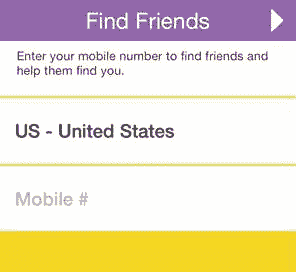 Find Friends
Enter your mobile number to find friends and
help them find you.
US - United States
Mobile #